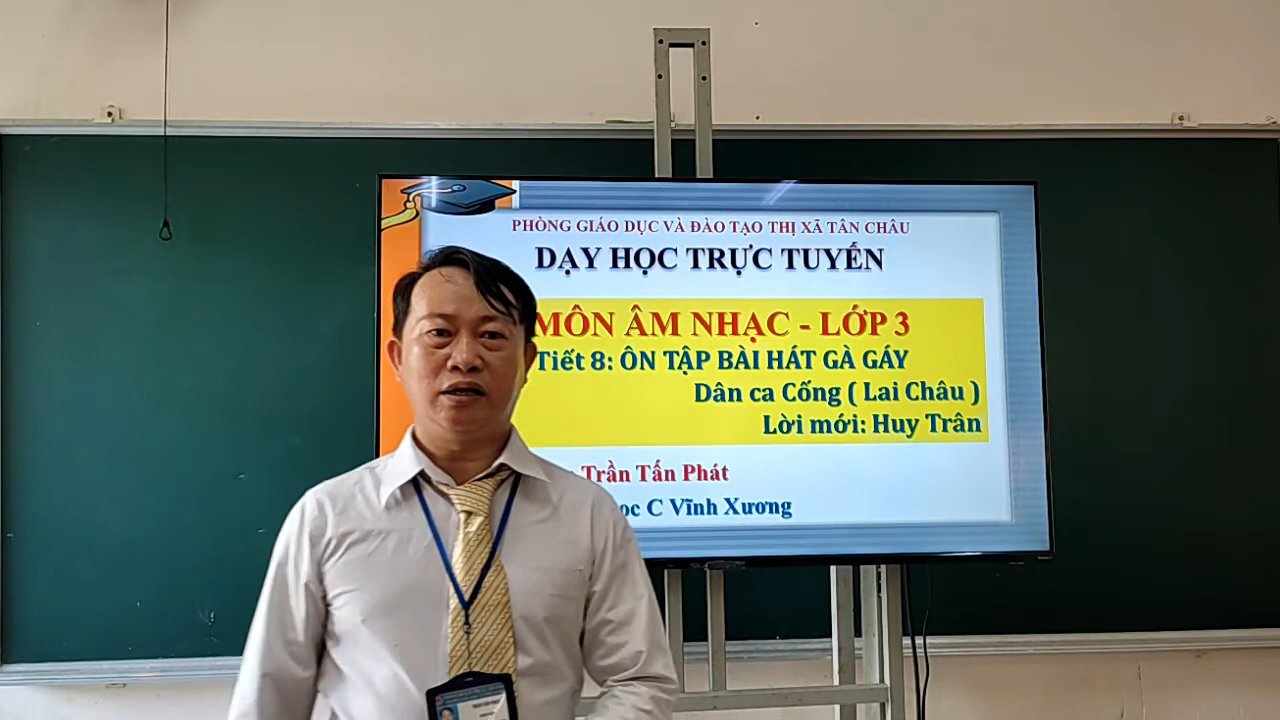 PHÒNG GIÁO DỤC VÀ ĐÀO TẠO THỊ XÃ TÂN CHÂU
DẠY HỌC TRỰC TUYẾN
MÔN ÂM NHẠC - LỚP 3
Tiết 8: ÔN TẬP BÀI HÁT GÀ GÁY
Dân ca Cống ( Lai Châu )
Lời mới: Huy Trân
Trần Tấn Phát
C Vĩnh Xương